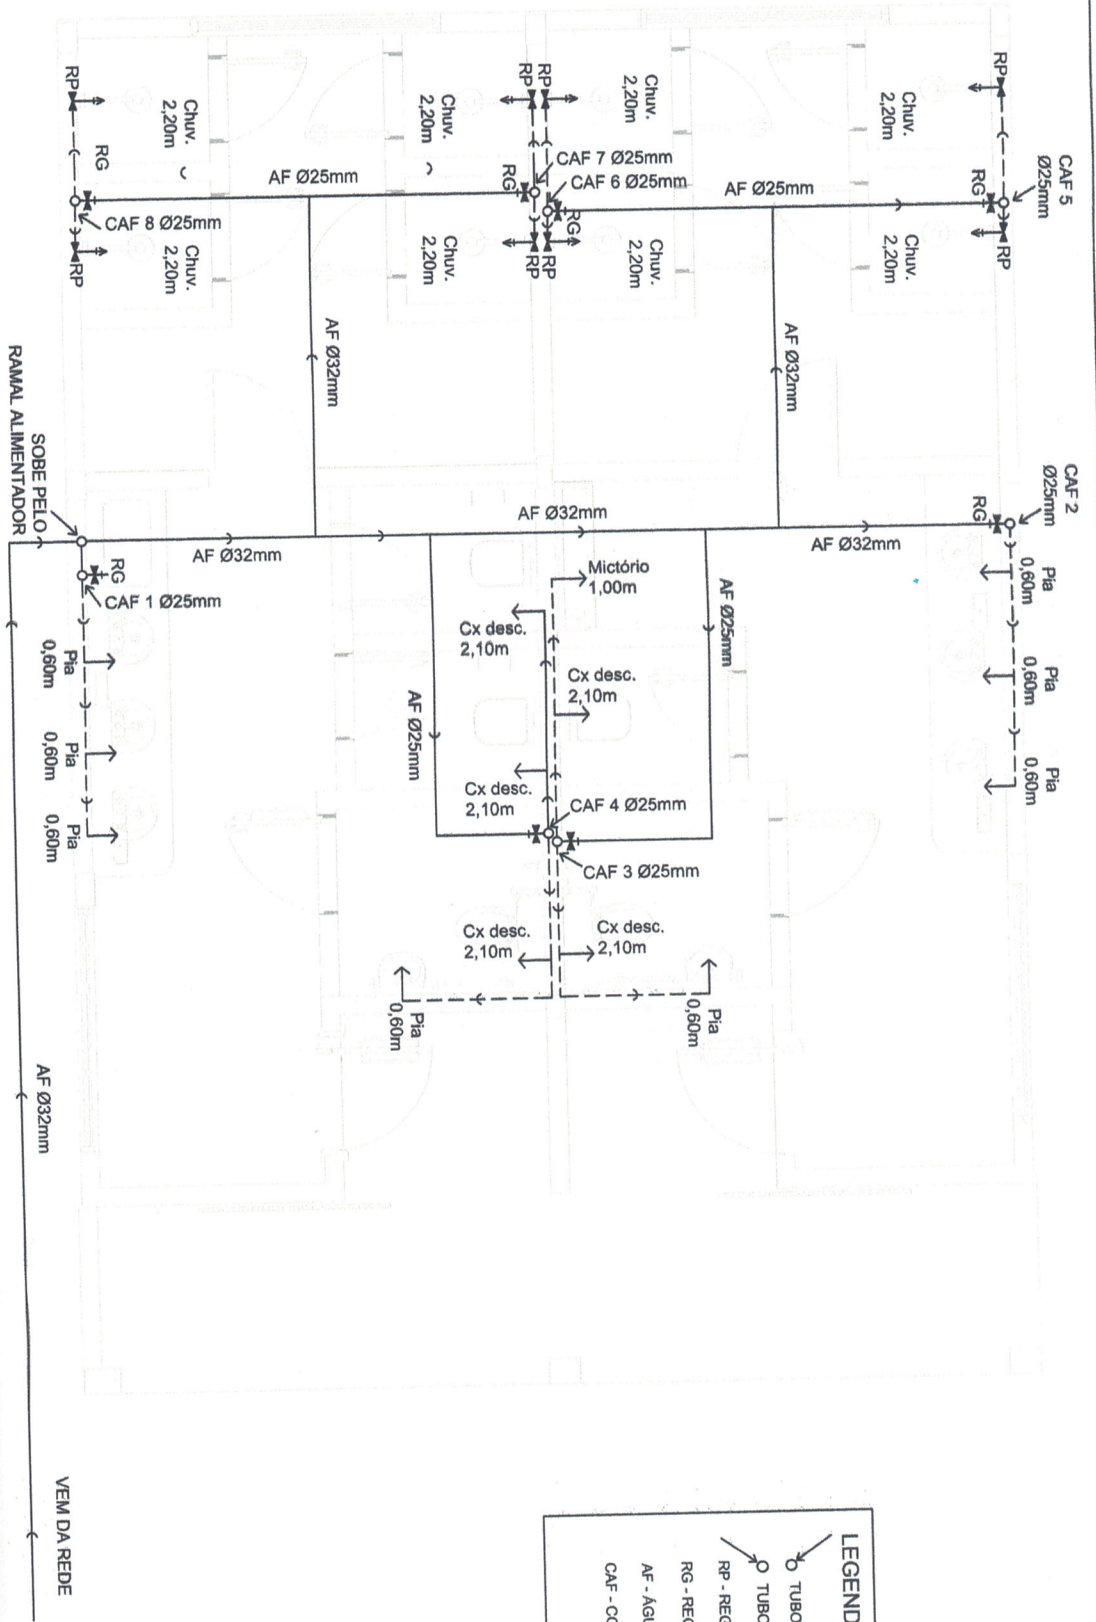 CAF 5
Ø25mm
RP
Chuv.
2,20m
RG
Chuv.
2,20m
RP
AF Ø25mm
AF Ø32mm
Chuv.
2,20m
RP
RP
CAF 7 Ø25mm
CAF 6 Ø25mm
RG
RG
Chuv.
2,20m
RP
RP
Chuv.
2,20m
Chuv.
2,20m
AF Ø25mm
AF Ø32mm
RP
Chuv.
2,20m
RG
CAF 8 Ø25mm
Chuv.
2,20m
RP
CAF 2
Ø25mm
RG
Pia
0,60m
Pia
0,60m
Pia
0,60m
AF Ø32mm
AF Ø32mm
AF Ø32mm
AF Ø25mm
Mictório
1,00m
Cx desc.
2,10m
Cx desc.
2,10m
AF Ø25mm
Cx desc.
2,10m
CAF 4 Ø25mm
CAF 3 Ø25mm
Cx desc.
2,10m
Cx desc.
2,10m
Pia
0,60m
Pia
0,60m
SOBE PELO
RAMAL ALIMENTADOR
RG
CAF 1 Ø25mm
Pia
0,60m
Pia
0,60m
Pia
0,60m
AF Ø32mm
VEM DA REDE
LEGEND
TUBO
TUBO
RP - REG
RG - REG
AF - ÁGU
CAF - CO